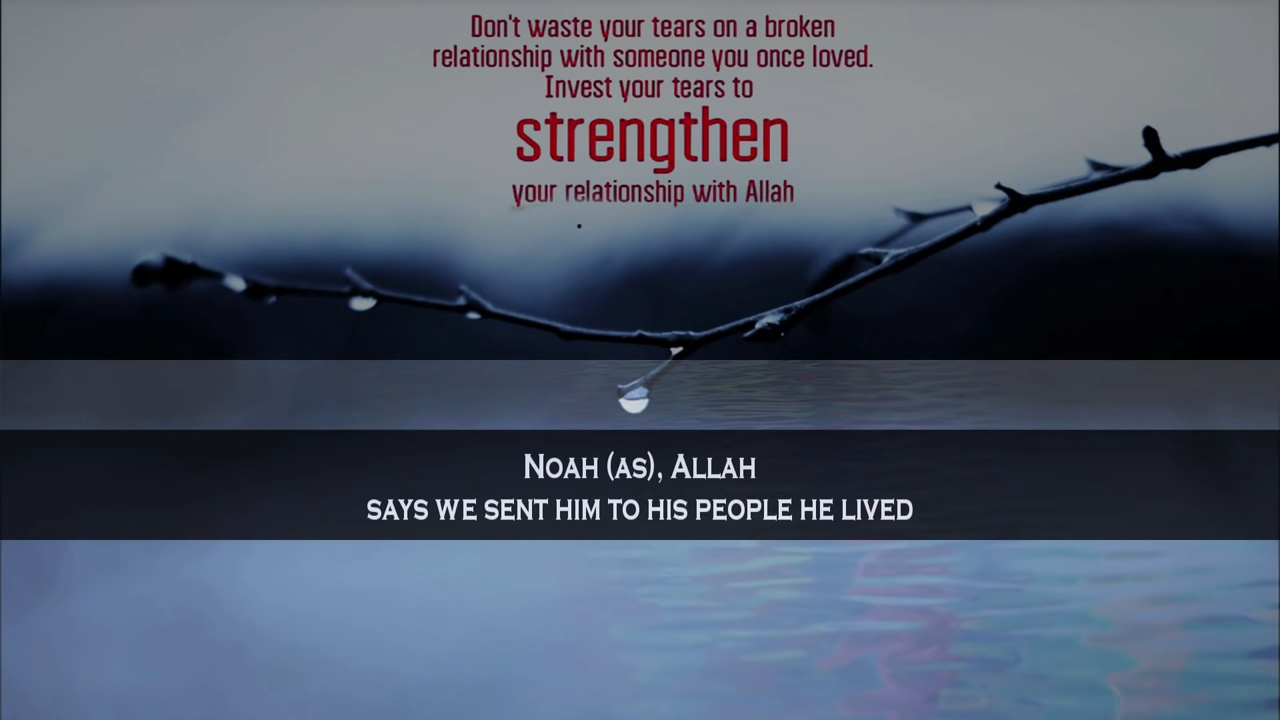 Don't waste your tears on a broken
relationship with someone you once loved.
Invest your tears to
strengthen
your relationship with Allah
Noah (as), Allah
says we sent him to his people he lived